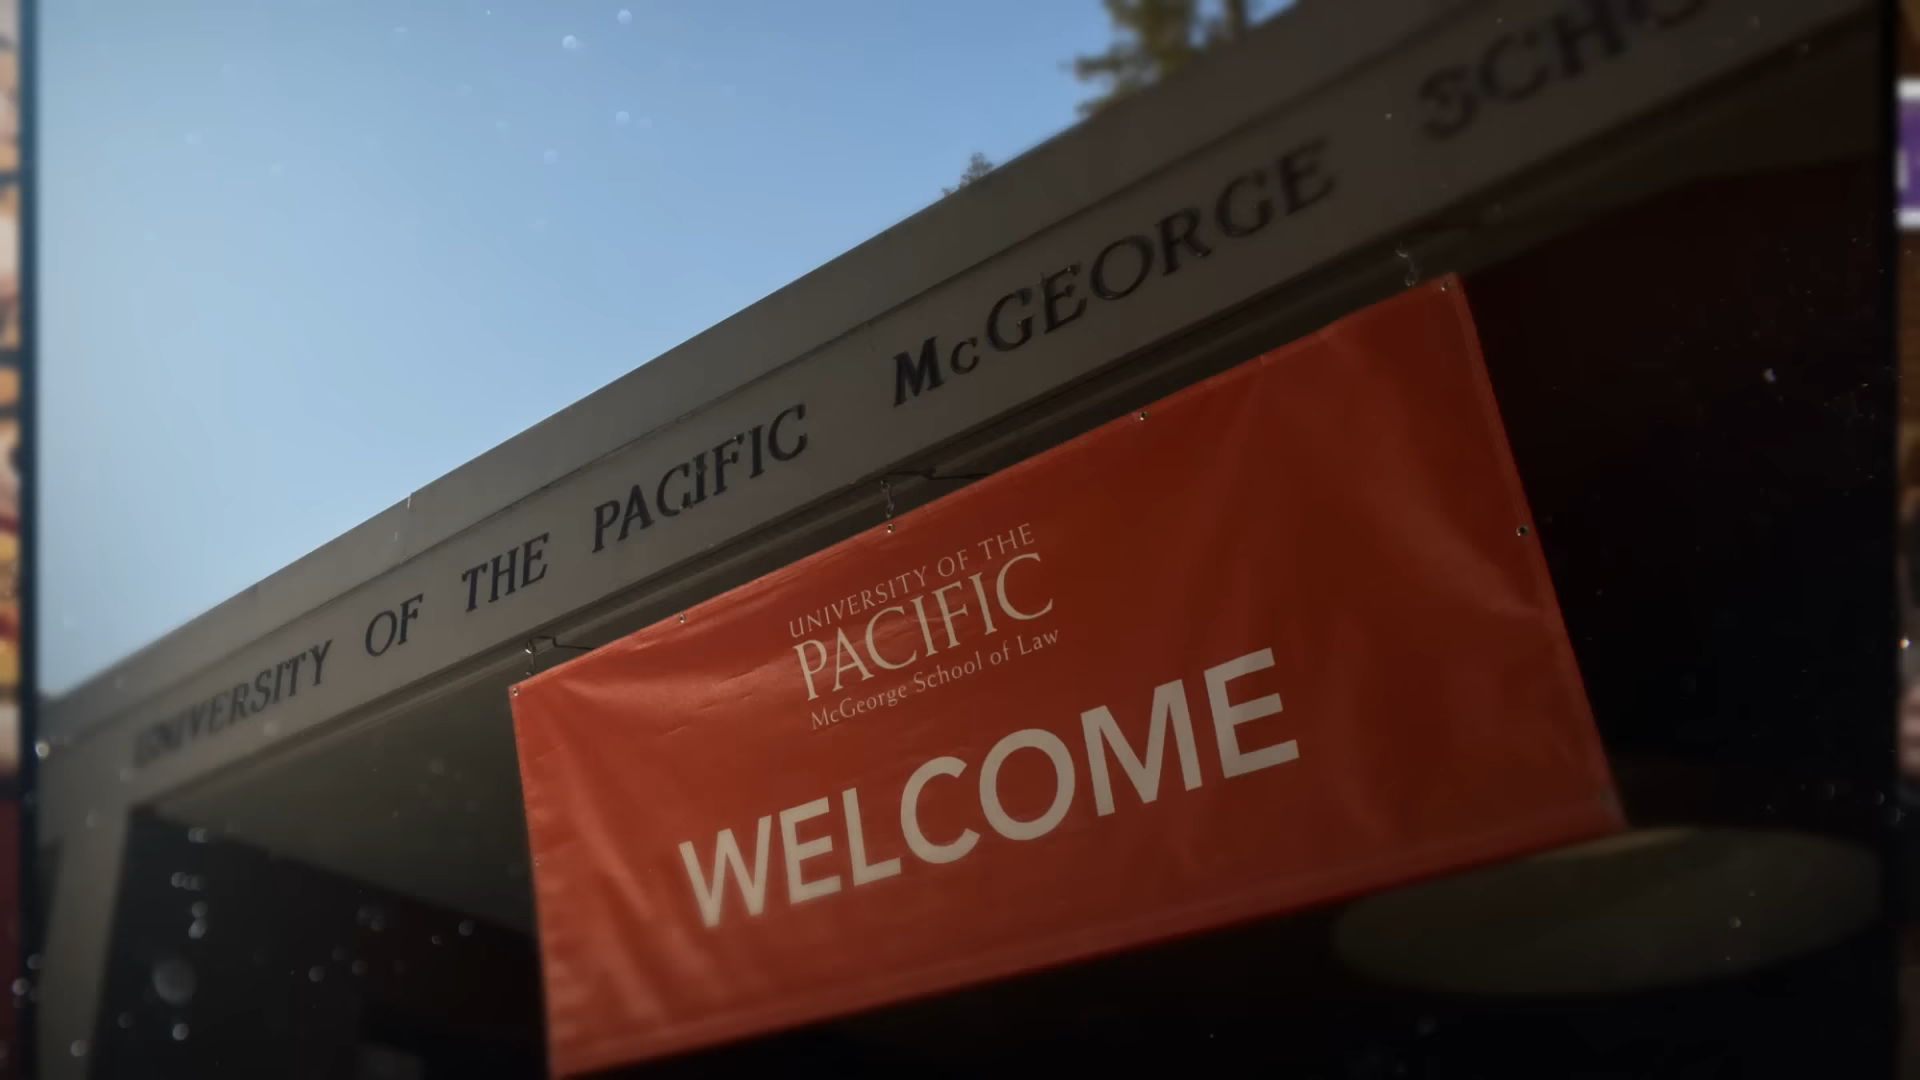 UNIVERSITY OF THE PACIFIC McGEORGE
UNIVERSITY OF THE
PACIFIC
McGeorge School of Law
WELCOME